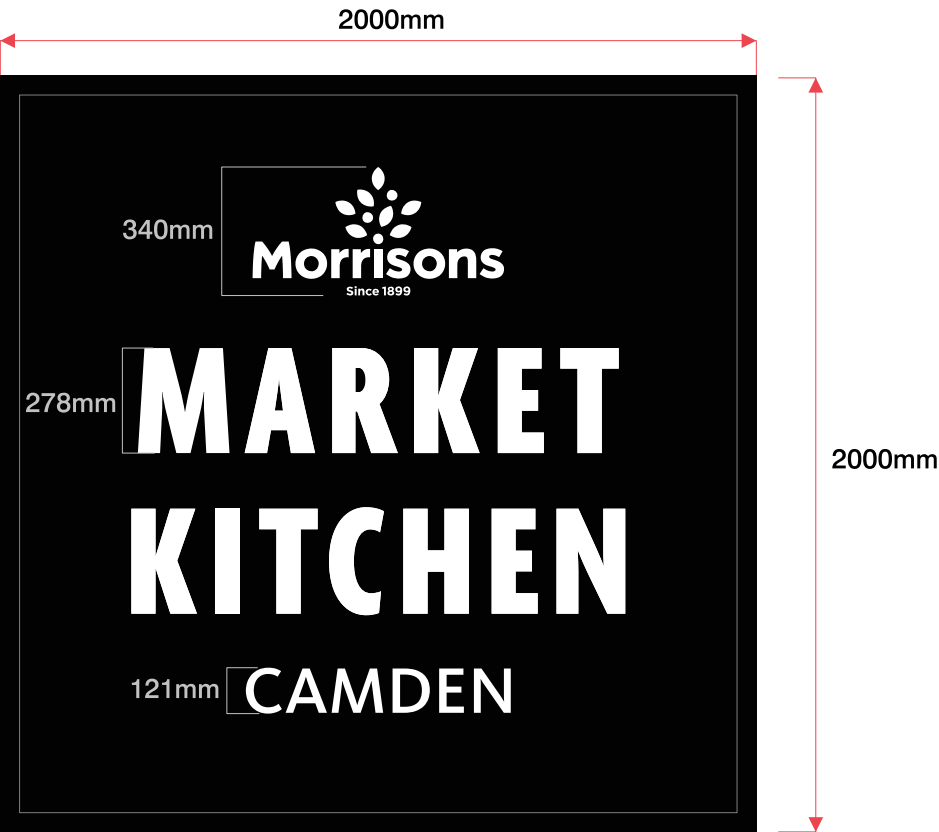 2000mm
340mm
Morrisons
Since 1899
278mm
MARKET
KITCHEN
2000mm
121mm
CAMDEN